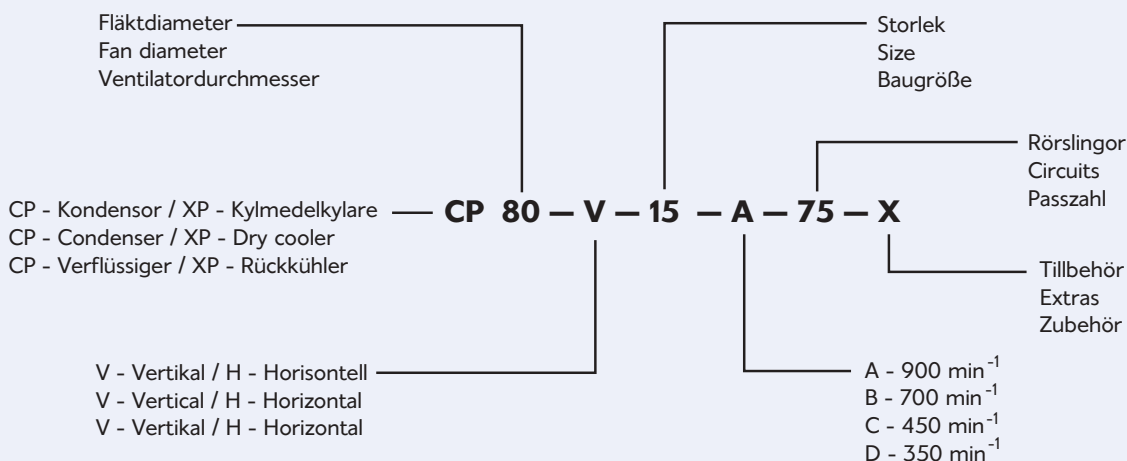 Fläktdiameter
Fan diameter
Ventilatordurchmesser
Storlek
Size
Baugröße
Rörslingor
Circuits
Passzahl
CP - Kondensor / XP - Kylmedelkylare
CP - Condenser / XP - Dry cooler
CP - Verflüssiger / XP - Rückkühler
CP 80 – V – 15 – A – 75 – X
Tillbehör
Extras
Zubehör
V - Vertikal / H - Horisontell
V - Vertical / H - Horizontal
V - Vertikal / H - Horizontal
A - 900 min⁻¹
B - 700 min⁻¹
C - 450 min⁻¹
D - 350 min⁻¹